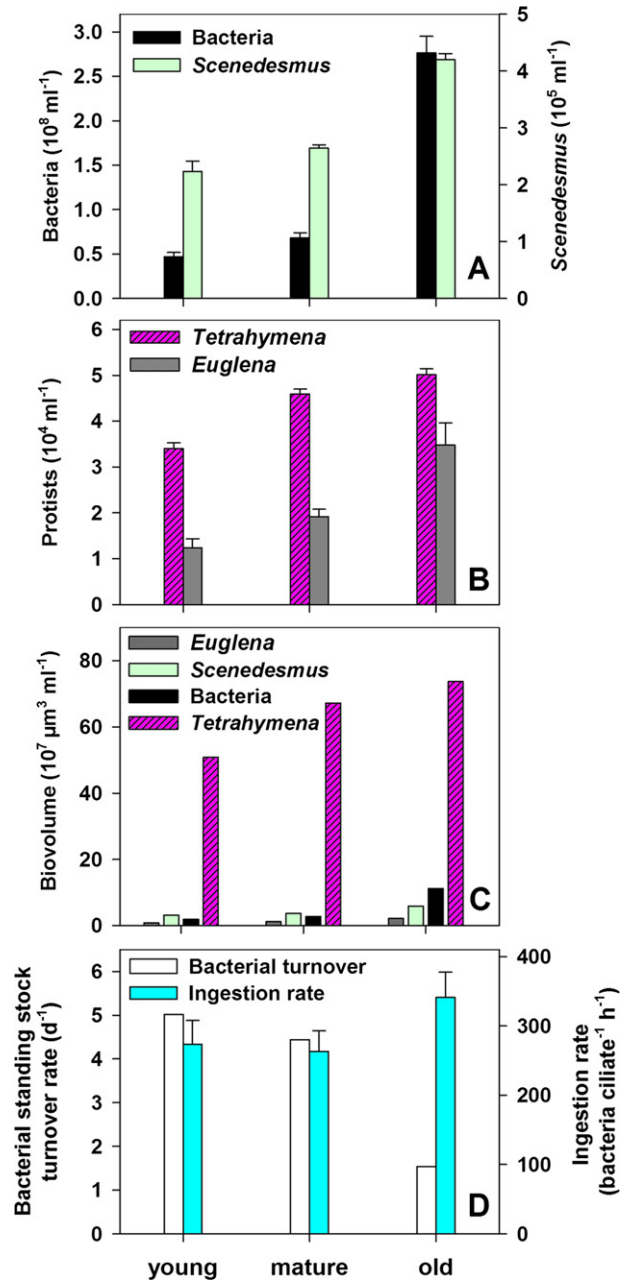 Bacteria (10⁸ ml⁻¹)
3.0
2.5
2.0
1.5
1.0
0.5
0.0
Bacteria
Scenedesmus
5
4
3
2
1
0
Scenedesmus (10⁵ ml⁻¹)
A
Protists (10⁴ ml⁻¹)
6
5
4
3
2
1
0
Tetrahymena
Euglena
B
Biovolume (10⁷ µm³ ml⁻¹)
80
60
40
20
0
Euglena
Scenedesmus
Bacteria
Tetrahymena
C
Bacterial standing stock
turnover rate (d⁻¹)
6
5
4
3
2
1
0
Bacterial turnover
Ingestion rate
400
300
200
100
0
Ingestion rate
(bacteria ciliate⁻¹ h⁻¹)
D
young mature old